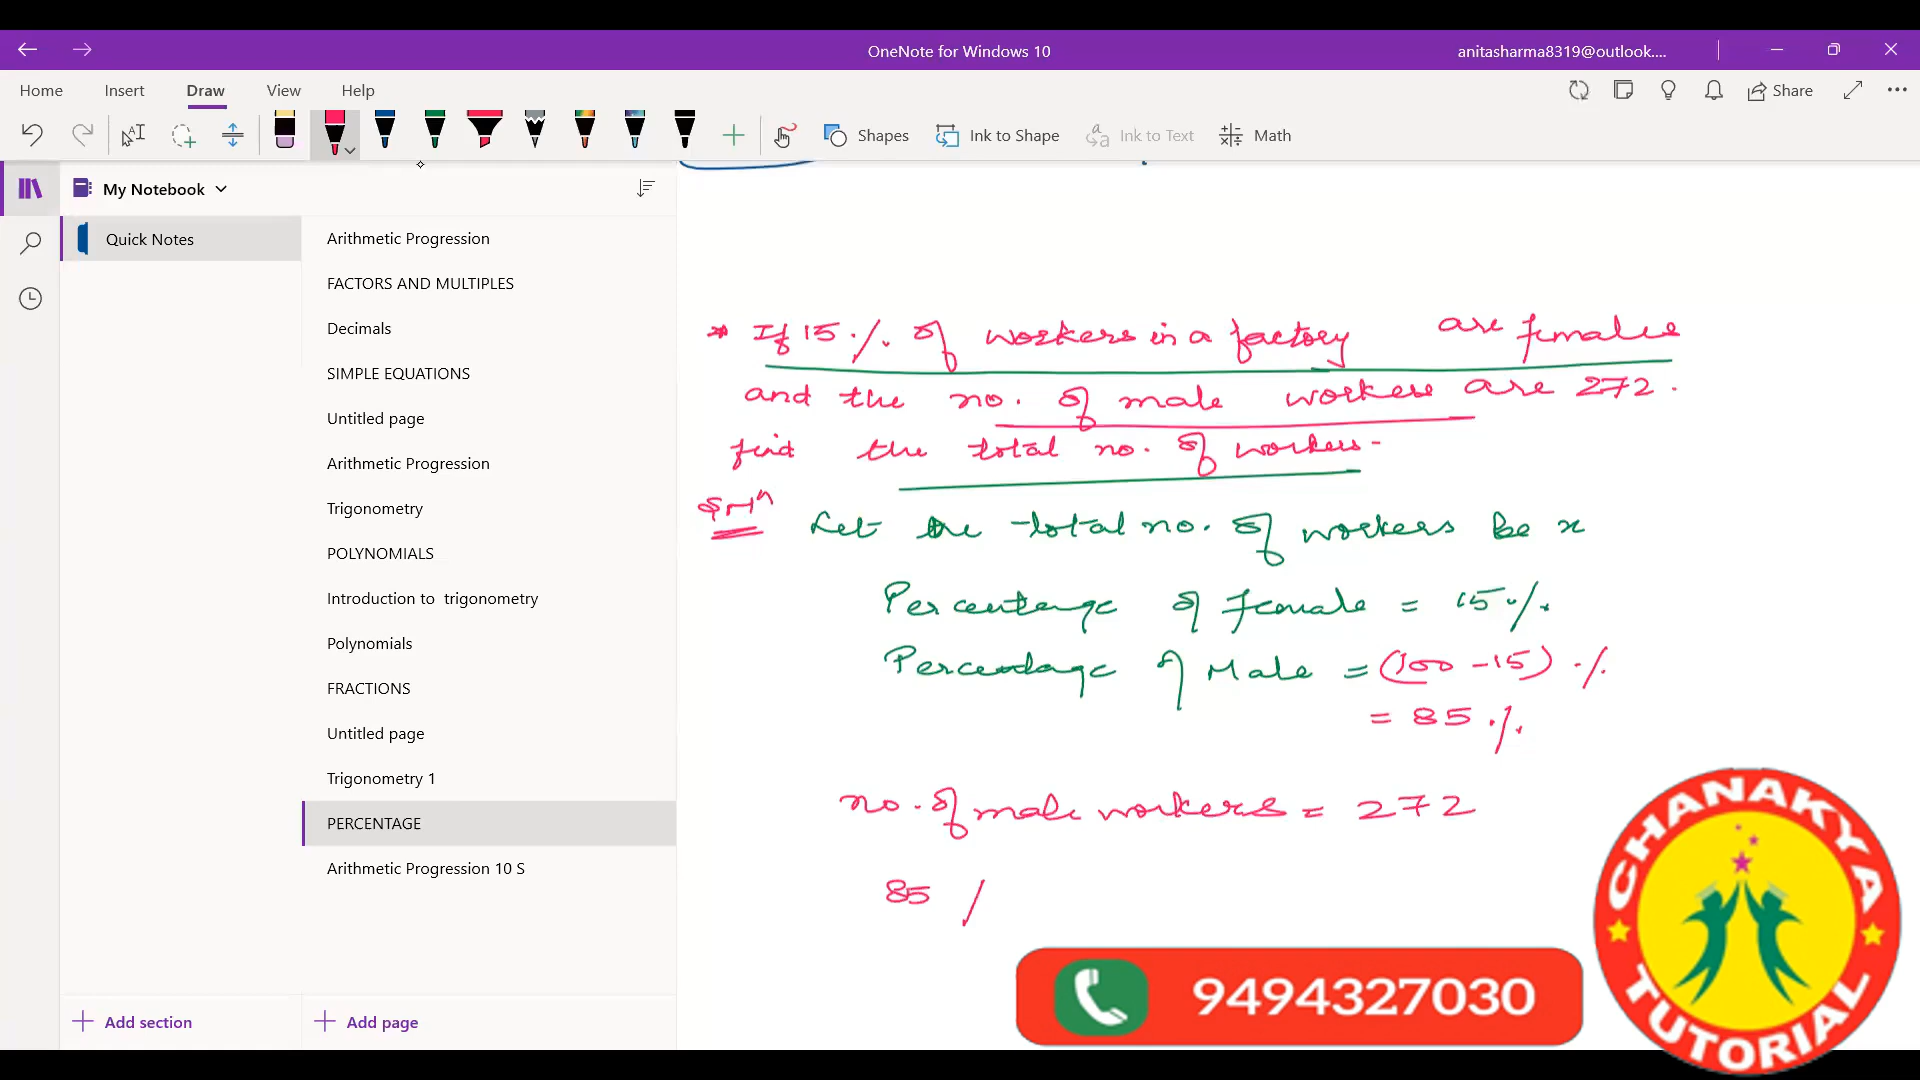 OneNote for Windows 10
anitasharma8319@outlook....
Home Insert Draw View Help
Share
Shapes Ink to Shape Ink to Text Math
My Notebook
Quick Notes
Arithmetic Progression
FACTORS AND MULTIPLES
Decimals
SIMPLE EQUATIONS
Untitled page
Arithmetic Progression
Trigonometry
POLYNOMIALS
Introduction to trigonometry
Polynomials
FRACTIONS
Untitled page
Trigonometry 1
PERCENTAGE
Arithmetic Progression 10 S
Add section
Add page
* If 15 % of workers in a factory are females
and the no. of male workers are 272.
find the total no. of workers.
Let the total no. of workers be x
Percentage of female = 15 %
Percentage of Male = (100 - 15) %
= 85 %
no. of male workers = 272
85 /
9494327030
CHANAKYA
TUTORIAL